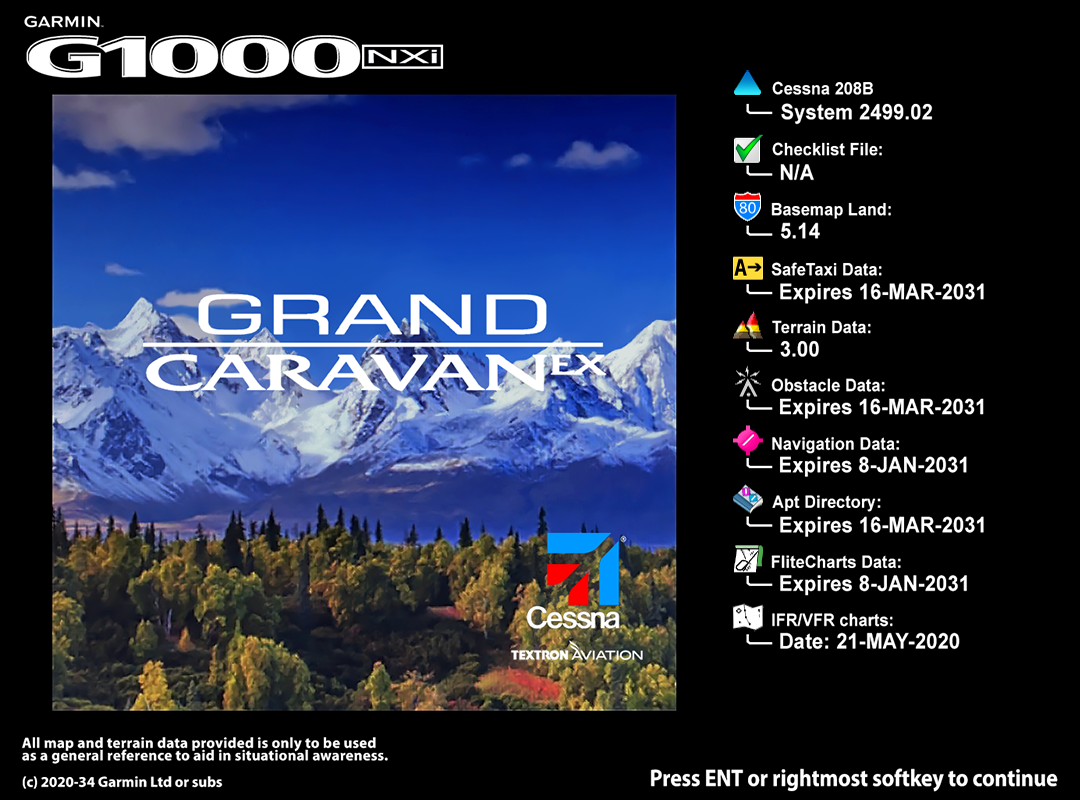 GARMIN
G1000 NXi
Cessna 208B
System 2499.02
Checklist File:
N/A
80
Basemap Land:
5.14
A→
SafeTaxi Data:
Expires 16-MAR-2031
Terrain Data:
3.00
Obstacle Data:
Expires 16-MAR-2031
Navigation Data:
Expires 8-JAN-2031
Apt Directory:
Expires 16-MAR-2031
FliteCharts Data:
Expires 8-JAN-2031
IFR/VFR charts:
Date: 21-MAY-2020
GRAND
CARAVAN EX
®
Cessna
TEXTRON AVIATION
All map and terrain data provided is only to be used
as a general reference to aid in situational awareness.
(c) 2020-34 Garmin Ltd or subs
Press ENT or rightmost softkey to continue